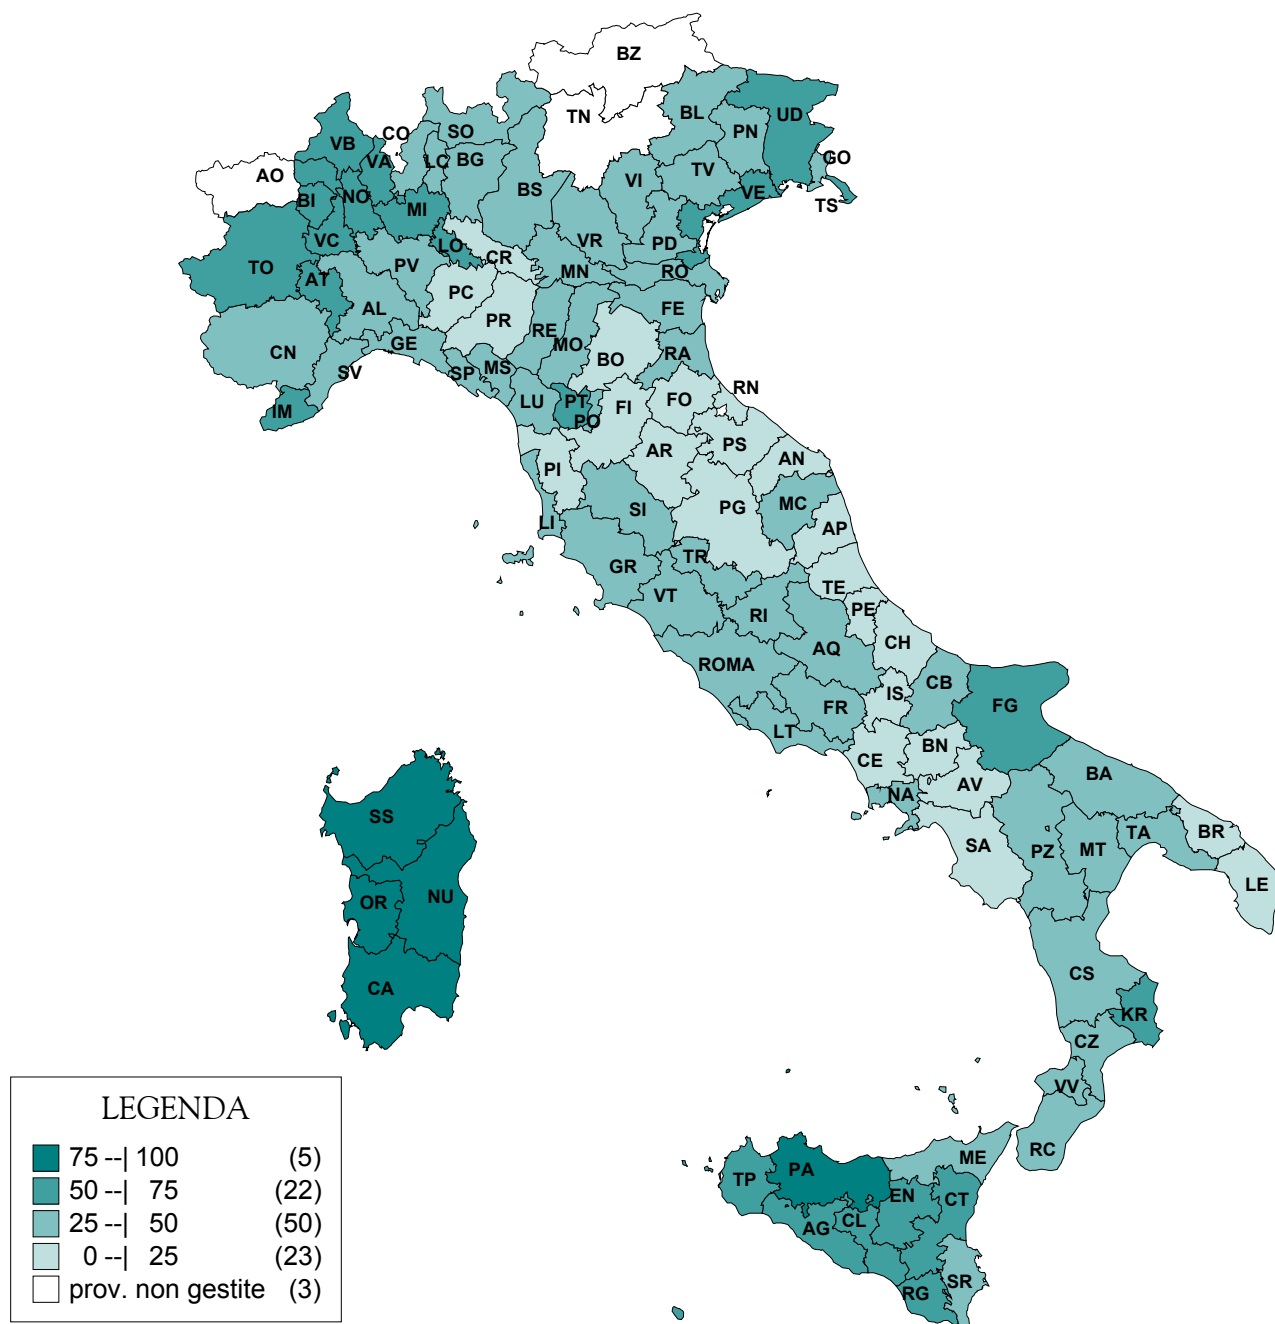 BZ
TN
BL
UD
PN
CO
SO
VB
VA
LC
BG
GO
AO
BS
VI
TV
VE
TS
BI
NO
MI
VC
LO
VR
PD
TO
PV
CR
MN
RO
AT
PC
AL
PR
FE
GE
RE
MO
BO
RA
CN
SV
SP
MS
RN
IM
LU
PT
PO
FI
FO
AR
PS
AN
PI
SI
PG
MC
LI
AP
GR
TR
VT
TE
RI
PE
AQ
CH
ROMA
IS
CB
FR
FG
LT
CE
BN
BA
NA
AV
SS
TA
BR
SA
PZ
MT
LE
NU
OR
CS
CA
KR
CZ
VV
RC
ME
TP
PA
EN
CT
AG
CL
SR
RG
LEGENDA
75 --| 100 (5)
50 --| 75 (22)
25 --| 50 (50)
0 --| 25 (23)
prov. non gestite (3)